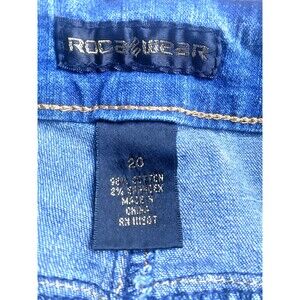 ROCAWEAR
20
98% COTTON
2% SPANDEX
MADE IN
CHINA